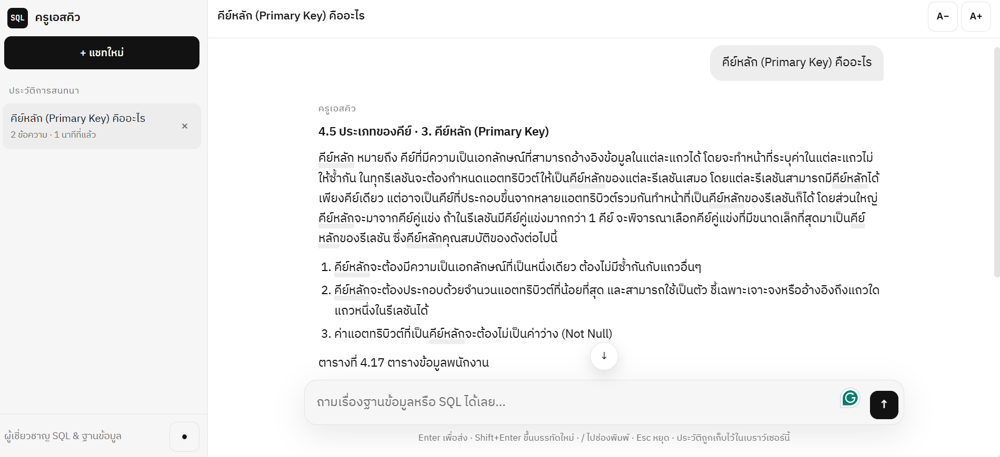 SQL ครูเอสคิว
+ แชทใหม่
ประวัติการสนทนา
คีย์หลัก (Primary Key) คืออะไร
2 ข้อความ · 1 นาทีที่แล้ว
×
ผู้เชี่ยวชาญ SQL & ฐานข้อมูล
คีย์หลัก (Primary Key) คืออะไร
A− A+
คีย์หลัก (Primary Key) คืออะไร
ครูเอสคิว
4.5 ประเภทของคีย์ · 3. คีย์หลัก (Primary Key)
คีย์หลัก หมายถึง คีย์ที่มีความเป็นเอกลักษณ์ที่สามารถอ้างอิงข้อมูลในแต่ละแถวได้ โดยจะทำหน้าที่ระบุค่าในแต่ละแถวไม่
ให้ซ้ำกัน ในทุกรีเลชันจะต้องกำหนดแอตทริบิวต์ให้เป็นคีย์หลักของแต่ละรีเลชันเสมอ โดยแต่ละรีเลชันสามารถมีคีย์หลักได้
เพียงคีย์เดียว แต่อาจเป็นคีย์ที่ประกอบขึ้นจากหลายแอตทริบิวต์รวมกันทำหน้าที่เป็นคีย์หลักของรีเลชันก็ได้ โดยส่วนใหญ่
คีย์หลักจะมาจากคีย์คู่แข่ง ถ้าในรีเลชันมีคีย์คู่แข่งมากกว่า 1 คีย์ จะพิจารณาเลือกคีย์คู่แข่งที่มีขนาดเล็กที่สุดมาเป็นคีย์
หลักของรีเลชัน ซึ่งคีย์หลักคุณสมบัติของดังต่อไปนี้
1. คีย์หลักจะต้องมีความเป็นเอกลักษณ์ที่เป็นหนึ่งเดียว ต้องไม่มีซ้ำกันกับแถวอื่นๆ
2. คีย์หลักจะต้องประกอบด้วยจำนวนแอตทริบิวต์ที่น้อยที่สุด และสามารถใช้เป็นตัว ชี้เฉพาะเจาะจงหรืออ้างอิงถึงแถวใด
แถวหนึ่งในรีเลชันได้
3. ค่าแอตทริบิวต์ที่เป็นคีย์หลักจะต้องไม่เป็นค่าว่าง (Not Null)
ตารางที่ 4.17 ตารางข้อมูลพนักงาน
ถามเรื่องฐานข้อมูลหรือ SQL ได้เลย...
Enter เพื่อส่ง · Shift+Enter ขึ้นบรรทัดใหม่ · / ไปช่องพิมพ์ · Esc หยุด · ประวัติถูกเก็บไว้ในเบราว์เซอร์นี้